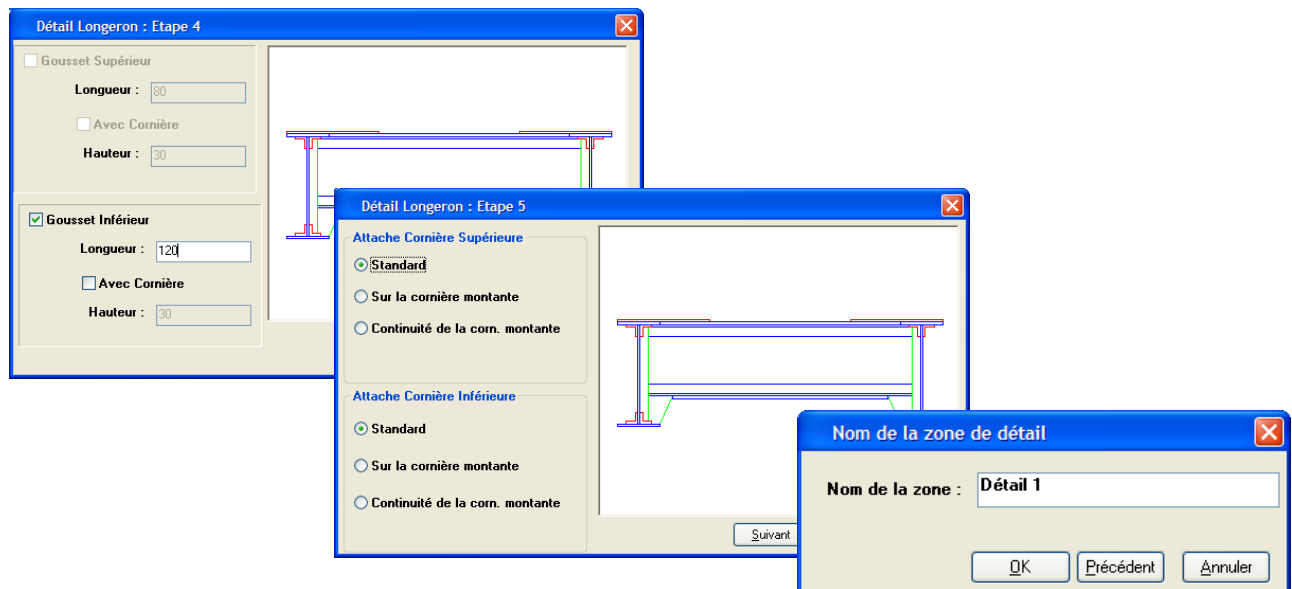 Détail Longeron : Etape 4
Gousset Supérieur
Longueur : 80
Avec Cornière
Hauteur : 30
Gousset Inférieur
Longueur : 120
Avec Cornière
Hauteur : 30
Détail Longeron : Etape 5
Attache Cornière Supérieure
Standard
Sur la cornière montante
Continuité de la corn. montante
Attache Cornière Inférieure
Standard
Sur la cornière montante
Continuité de la corn. montante
Suivant
Nom de la zone de détail
Nom de la zone : Détail 1
OK Précédent Annuler